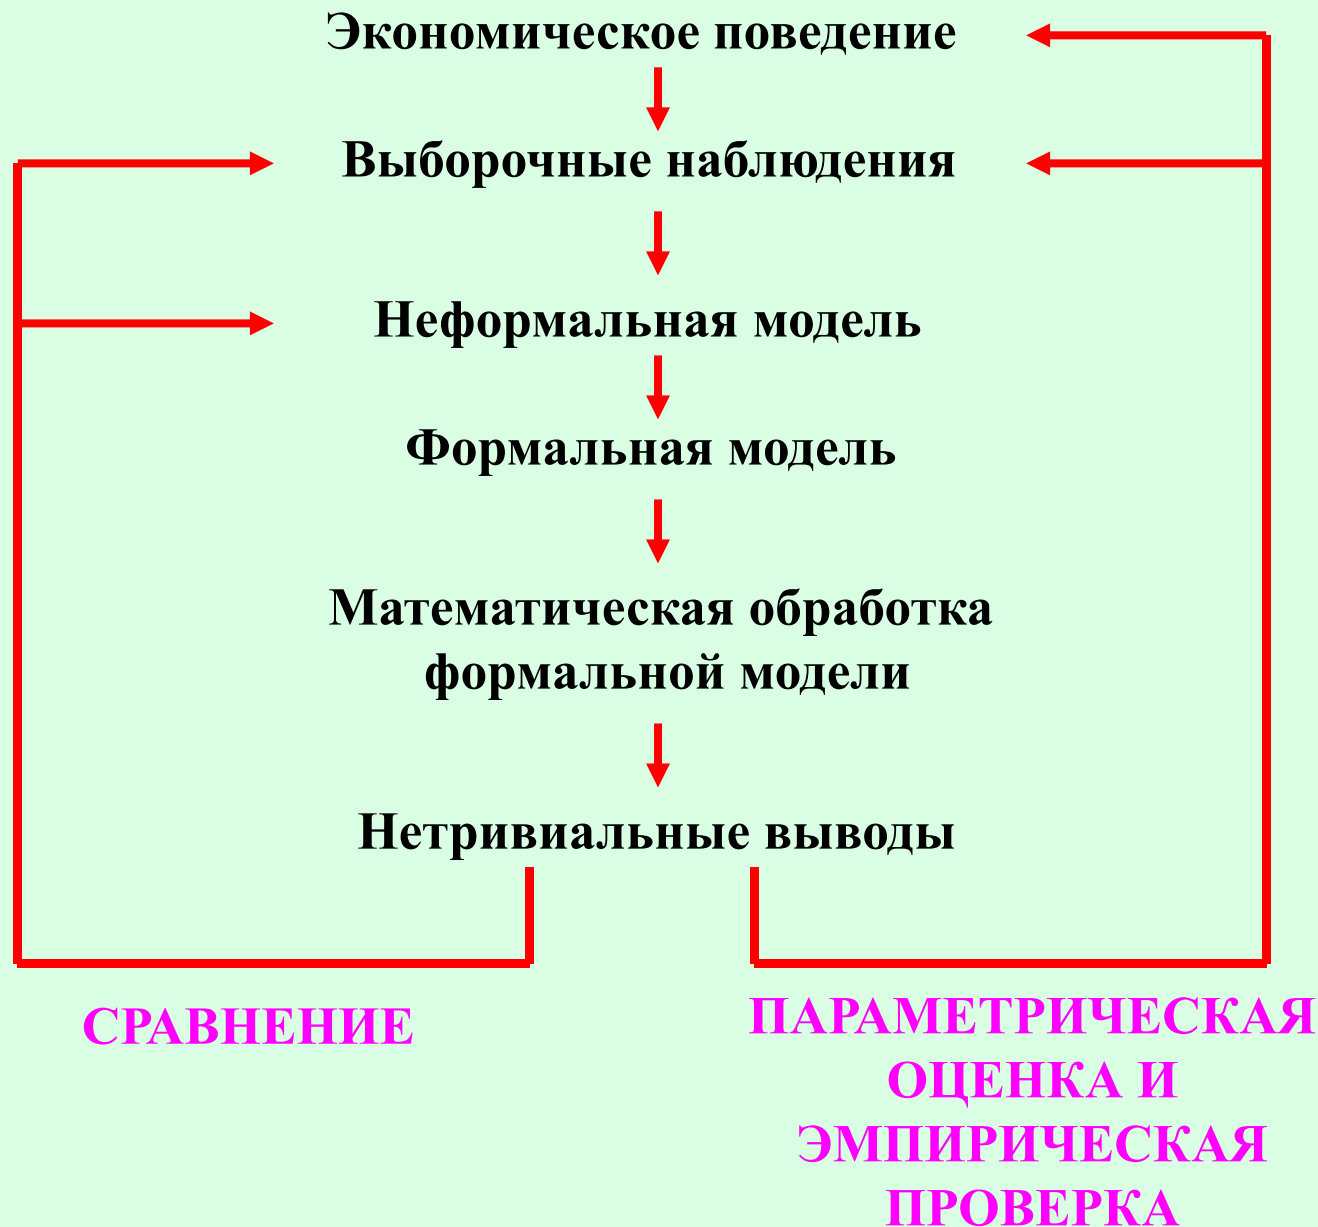 Экономическое поведение
Выборочные наблюдения
Неформальная модель
Формальная модель
Математическая обработка
формальной модели
Нетривиальные выводы
СРАВНЕНИЕ
ПАРАМЕТРИЧЕСКАЯ
ОЦЕНКА И
ЭМПИРИЧЕСКАЯ
ПРОВЕРКА